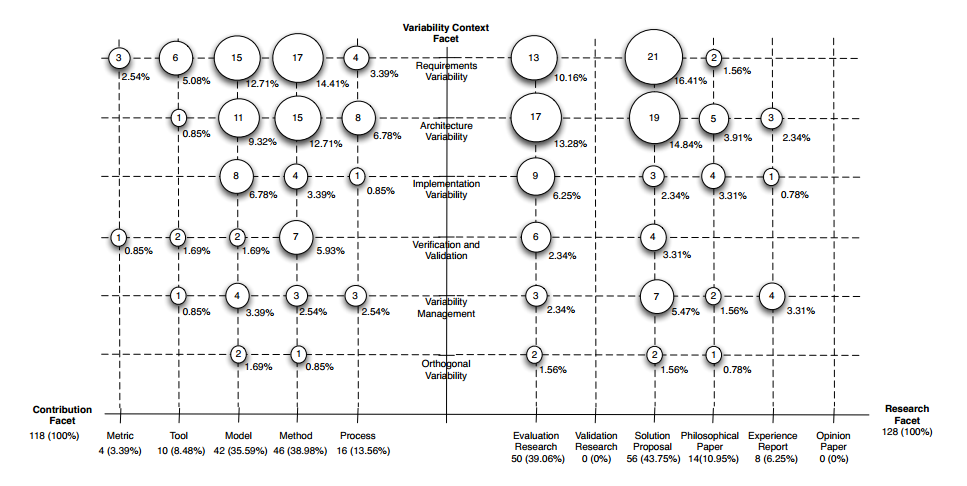 Variability Context
Facet
3 6 15 17 4 13 21 2
Requirements
Variability
2.54% 5.08% 12.71% 14.41% 3.39% 10.16% 16.41% 1.56%
1 11 15 8 17 19 5 3
Architecture
Variability
0.85% 9.32% 12.71% 6.78% 13.28% 14.84% 3.91% 2.34%
8 4 1 9 3 4 1
Implementation
Variability
6.78% 3.39% 0.85% 6.25% 2.34% 3.31% 0.78%
1 2 2 7 6 4
Verification and
Validation
0.85% 1.69% 1.69% 5.93% 2.34% 3.31%
1 4 3 3 3 7 2 4
Variability
Management
0.85% 3.39% 2.54% 2.54% 2.34% 5.47% 1.56% 3.31%
2 1 2 2 1
Orthogonal
Variability
1.69% 0.85% 1.56% 1.56% 0.78%
Contribution
Facet
118 (100%)
Metric
4 (3.39%)
Tool
10 (8.48%)
Model
42 (35.59%)
Method
46 (38.98%)
Process
16 (13.56%)
Evaluation
Research
50 (39.06%)
Validation
Research
0 (0%)
Solution
Proposal
56 (43.75%)
Philosophical
Paper
14(10.95%)
Experience
Report
8 (6.25%)
Opinion
Paper
0 (0%)
Research
Facet
128 (100%)